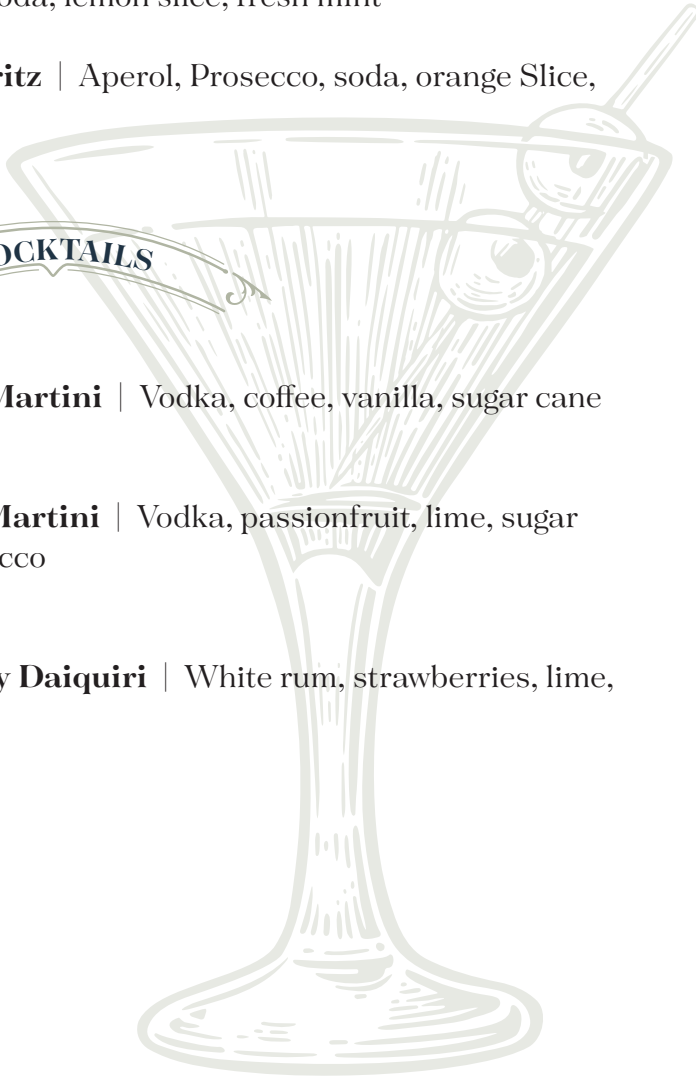 oda, lemon slice, fresh mint
ritz | Aperol, Prosecco, soda, orange Slice,
OCKTAILS
Martini | Vodka, coffee, vanilla, sugar cane
Martini | Vodka, passionfruit, lime, sugar
cco
y Daiquiri | White rum, strawberries, lime,